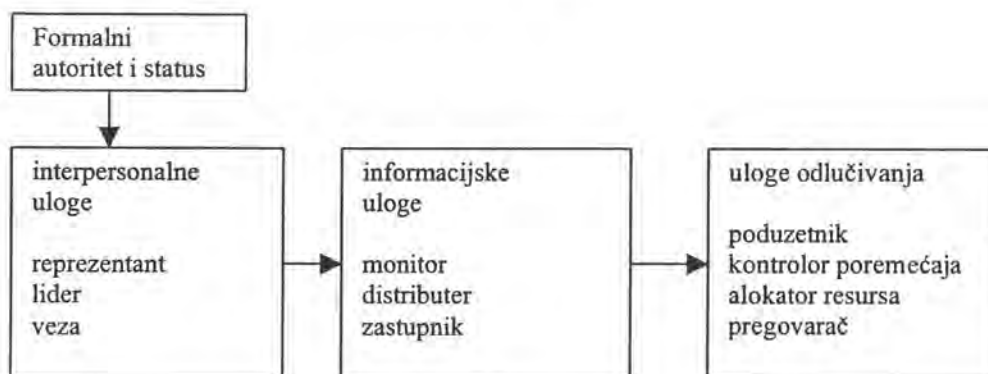 Formalni
autoritet i status
interpersonalne
uloge
reprezentant
lider
veza
informacijske
uloge
monitor
distributer
zastupnik
uloge odlučivanja
poduzetnik
kontrolor poremećaja
alokator resursa
pregovarač